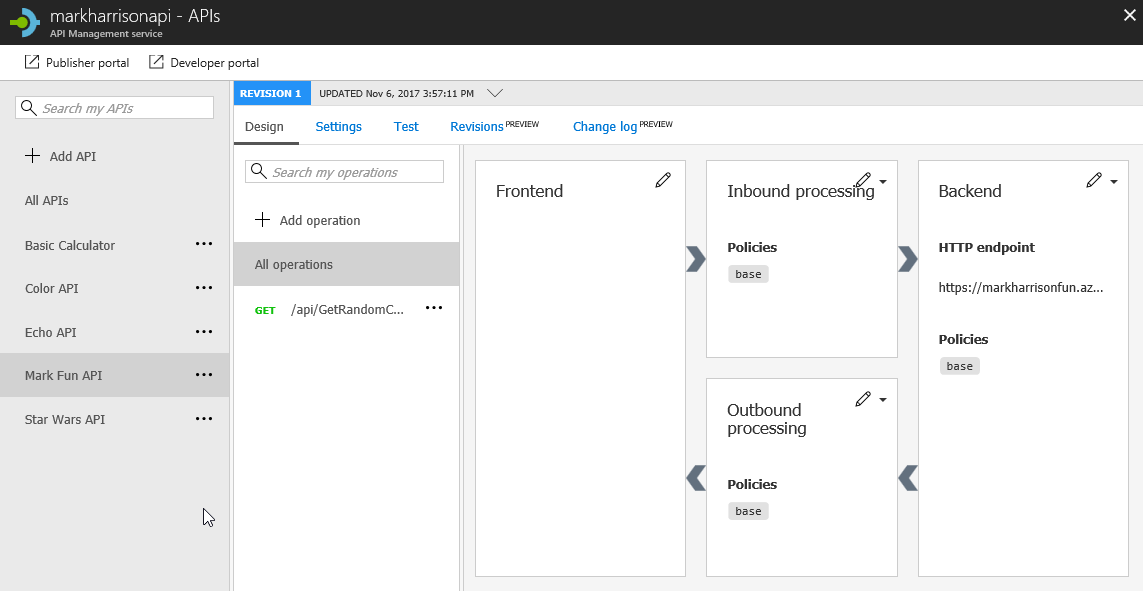 markharrisonapi - APIs
API Management service
Publisher portal
Developer portal
Search my APIs
Add API
All APIs
Basic Calculator
Color API
Echo API
Mark Fun API
Star Wars API
REVISION 1 UPDATED Nov 6, 2017 3:57:11 PM
Design Settings Test Revisions PREVIEW Change log PREVIEW
Search my operations
Add operation
All operations
GET /api/GetRandomC...
Frontend
Inbound processing
Policies
base
Outbound
processing
Policies
base
Backend
HTTP endpoint
https://markharrisonfun.az...
Policies
base